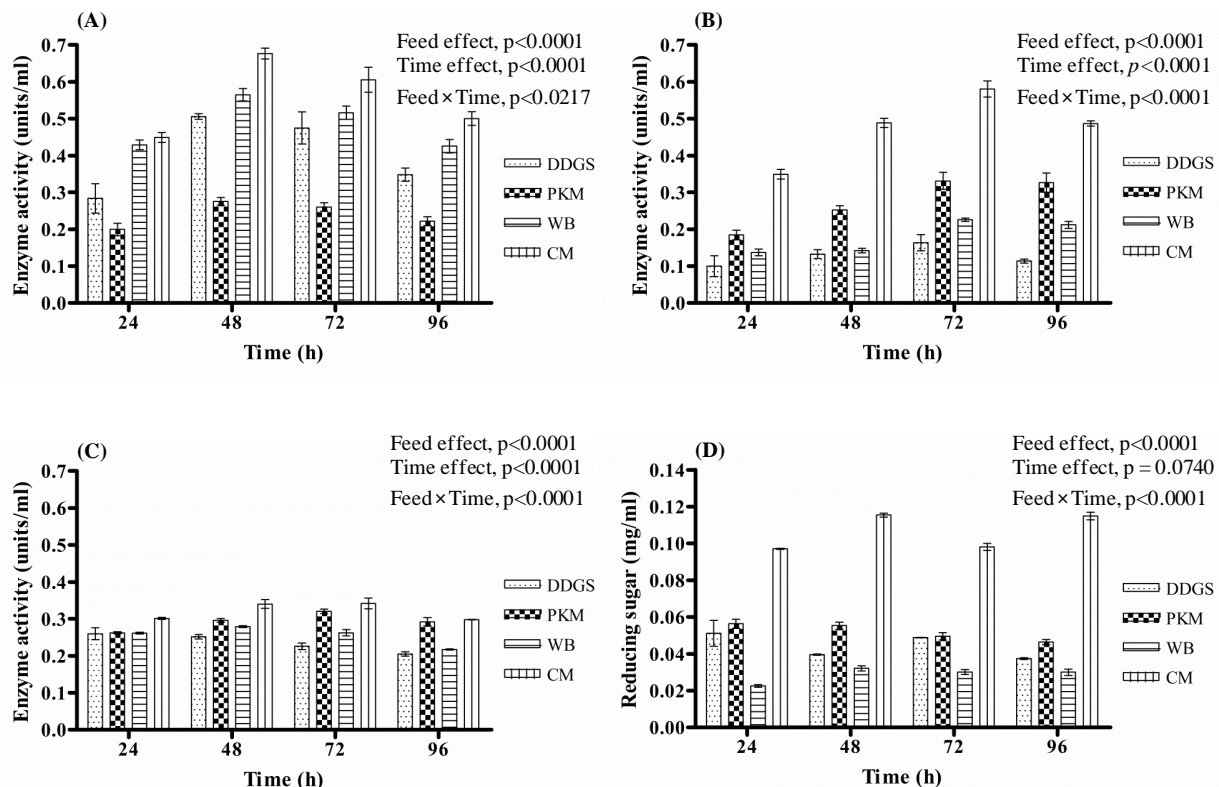 (A)
Feed effect, p<0.0001
Time effect, p<0.0001
Feed×Time, p<0.0217
Enzyme activity (units/ml)
0.7
0.6
0.5
0.4
0.3
0.2
0.1
0.0
24 48 72 96
Time (h)
DDGS
PKM
WB
CM
(B)
Feed effect, p<0.0001
Time effect, p<0.0001
Feed×Time, p<0.0001
Enzyme activity (units/ml)
0.7
0.6
0.5
0.4
0.3
0.2
0.1
0.0
24 48 72 96
Time (h)
DDGS
PKM
WB
CM
(C)
Feed effect, p<0.0001
Time effect, p<0.0001
Feed×Time, p<0.0001
Enzyme activity (units/ml)
0.7
0.6
0.5
0.4
0.3
0.2
0.1
0.0
24 48 72 96
Time (h)
DDGS
PKM
WB
CM
(D)
Feed effect, p<0.0001
Time effect, p = 0.0740
Feed×Time, p<0.0001
Reducing sugar (mg/ml)
0.14
0.12
0.10
0.08
0.06
0.04
0.02
0.00
24 48 72 96
Time (h)
DDGS
PKM
WB
CM